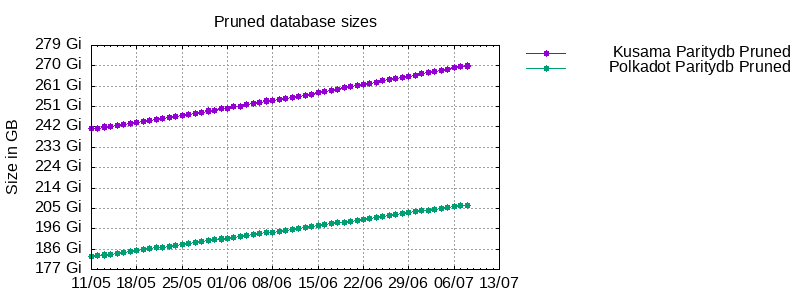 Pruned database sizes
Kusama Paritydb Pruned
Polkadot Paritydb Pruned
Size in GB
279 Gi
270 Gi
261 Gi
251 Gi
242 Gi
233 Gi
224 Gi
214 Gi
205 Gi
196 Gi
186 Gi
177 Gi
11/05 18/05 25/05 01/06 08/06 15/06 22/06 29/06 06/07 13/07